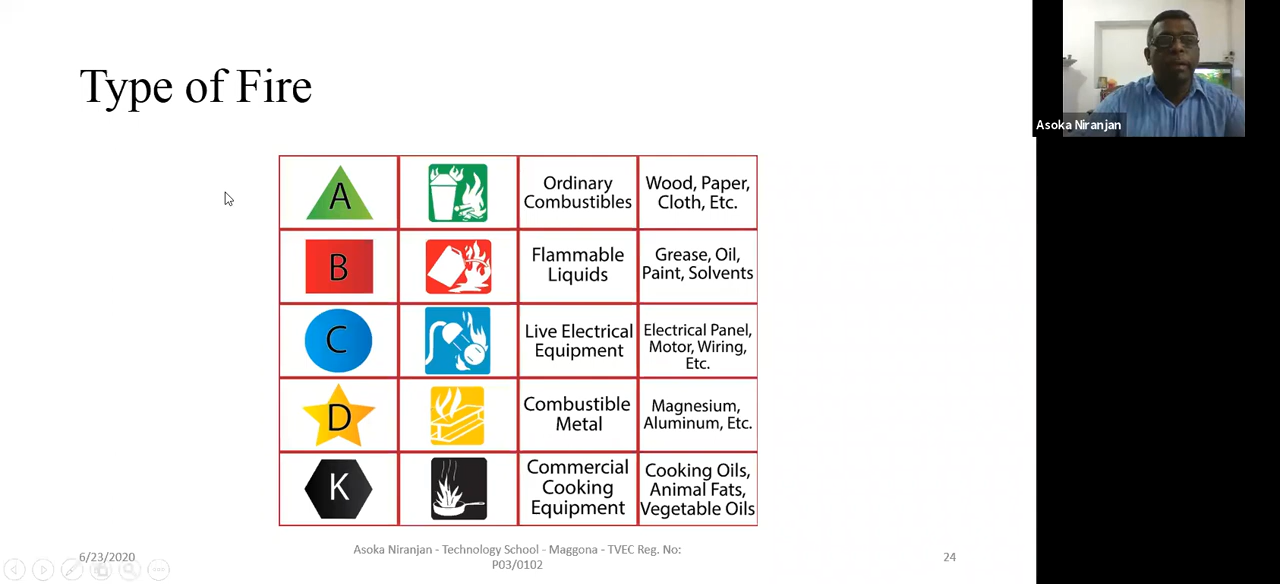 Type of Fire
Asoka Niranjan
A
Ordinary
Combustibles
Wood, Paper,
Cloth, Etc.
B
Flammable
Liquids
Grease, Oil,
Paint, Solvents
C
Live Electrical
Equipment
Electrical Panel,
Motor, Wiring,
Etc.
D
Combustible
Metal
Magnesium,
Aluminum, Etc.
K
Commercial
Cooking
Equipment
Cooking Oils,
Animal Fats,
Vegetable Oils
6/23/2020
Asoka Niranjan - Technology School - Maggona - TVEC Reg. No:
P03/0102
24